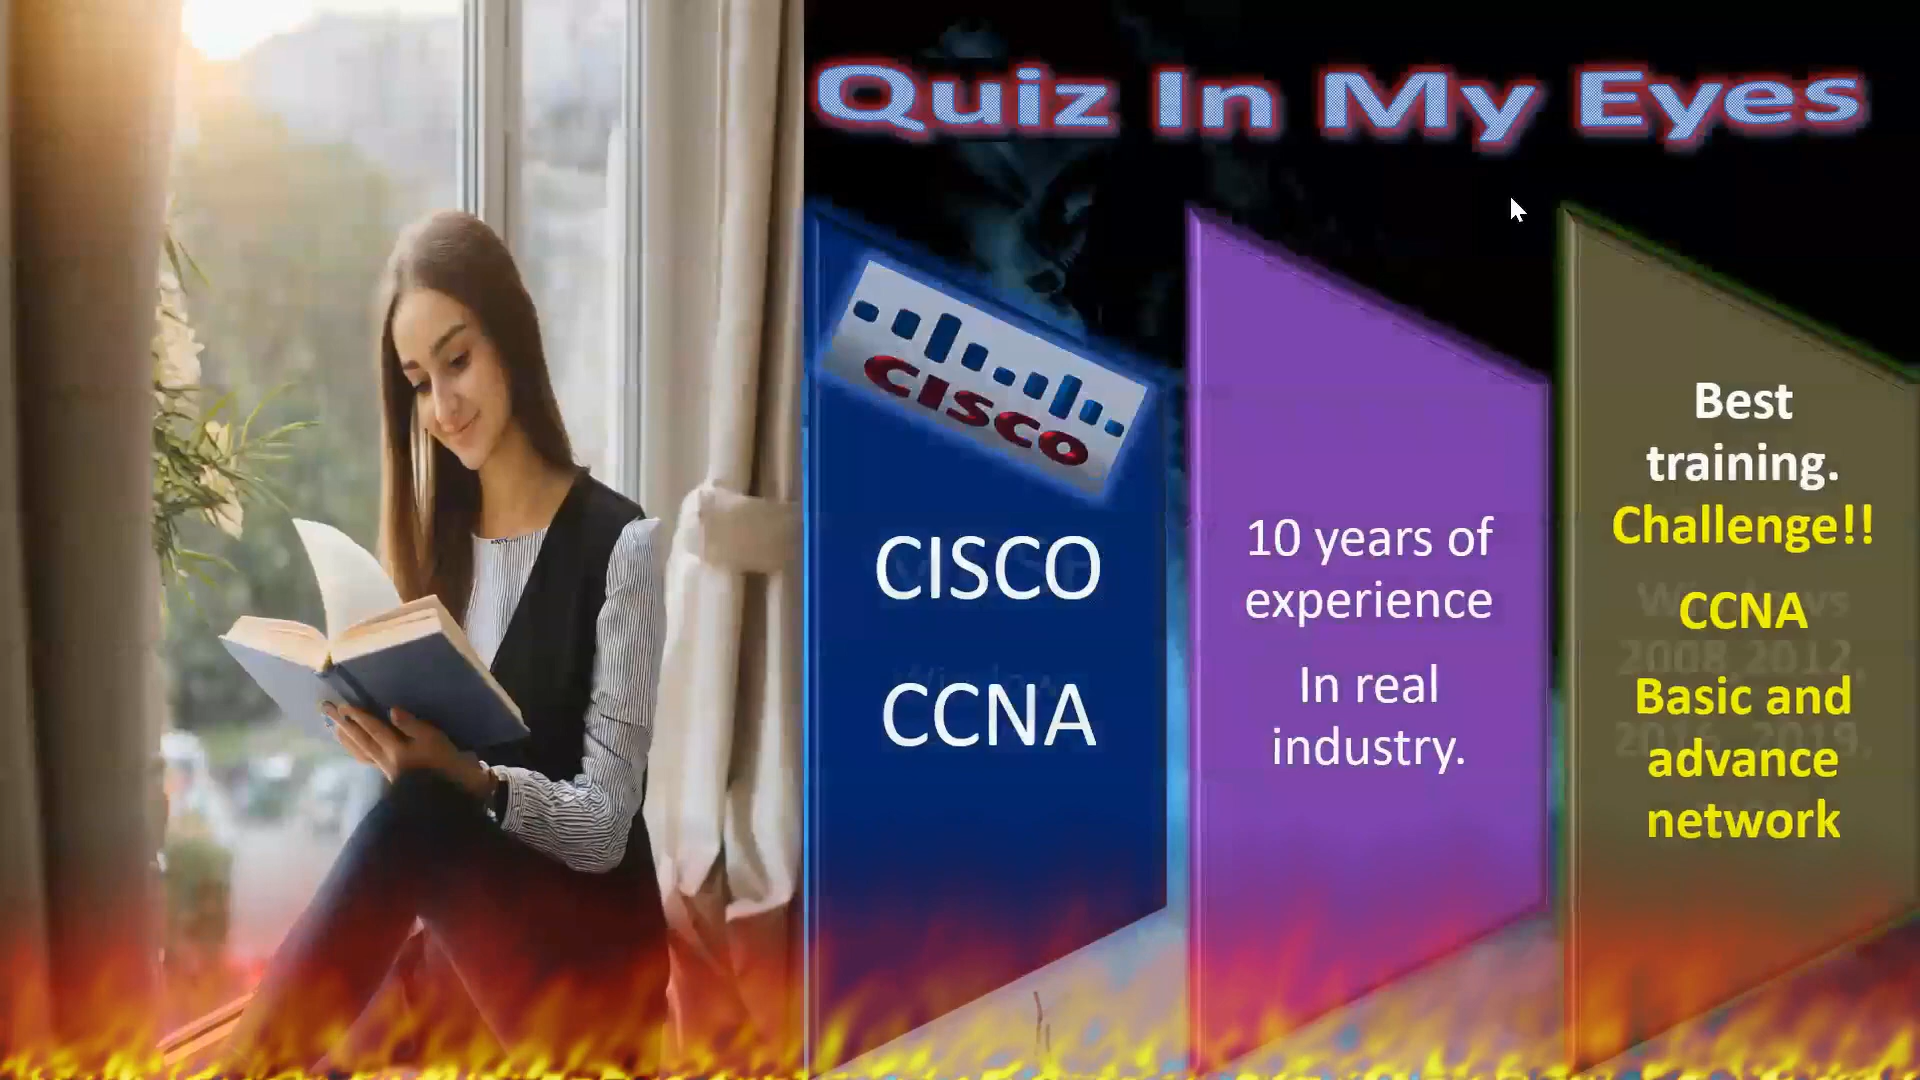 Quiz In My Eyes
CISCO
CISCO
CCNA
10 years of
experience
In real
industry.
Best
training.
Challenge!!
CCNA
Basic and
advance
network